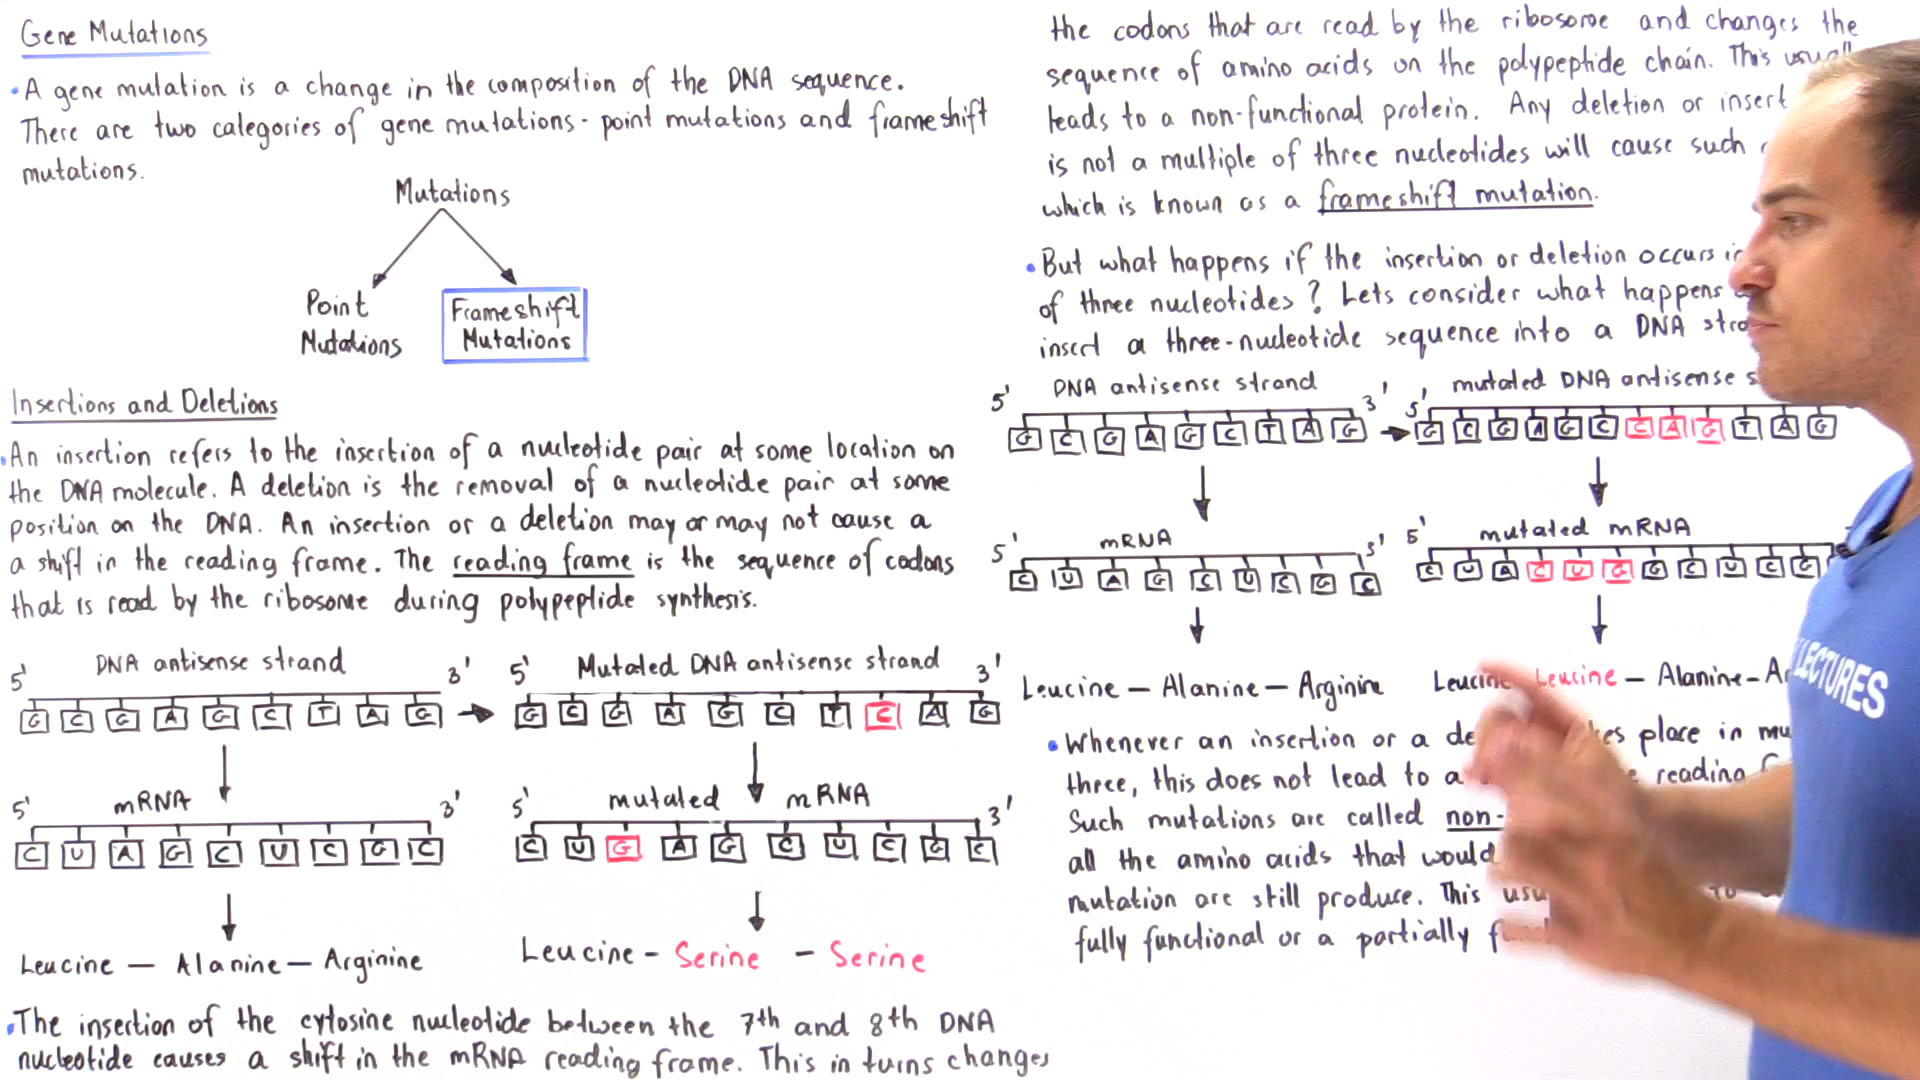 Gene Mutations
• A gene mutation is a change in the composition of the DNA sequence.
There are two categories of gene mutations - point mutations and frameshift
mutations.
Mutations
Point
Mutations
Frameshift
Mutations
Insertions and Deletions
• An insertion refers to the insertion of a nucleotide pair at some location on
the DNA molecule. A deletion is the removal of a nucleotide pair at some
position on the DNA. An insertion or a deletion may or may not cause a
a shift in the reading frame. The reading frame is the sequence of codons
that is read by the ribosome during polypeptide synthesis.
5' DNA antisense strand 3'
G C G A G C T A G
5' mRNA 3'
C U A G C U C G C
Leucine — Alanine — Arginine
5' Mutated DNA antisense strand 3'
G C G A G C T C A G
5' mutated mRNA 3'
C U G A G C U C G C
Leucine - Serine - Serine
• The insertion of the cytosine nucleotide between the 7th and 8th DNA
nucleotide causes a shift in the mRNA reading frame. This in turns changes
the codons that are read by the ribosome and changes the
sequence of amino acids on the polypeptide chain. This
leads to a non-functional protein. Any deletion or insert
is not a multiple of three nucleotides will cause such
which is known as a frameshift mutation.
• But what happens if the insertion or deletion occurs
of three nucleotides? Lets consider what happens
insert a three-nucleotide sequence into a DNA
5' DNA antisense strand 3'
G C G A G C T A G
5' mRNA 3'
C U A G C U C G C
Leucine — Alanine — Arginine
5' mutated DNA antisense
G C G A G C C A G T A G
5' mutated mRNA
C U A C U G G C U C G
Leucine Leucine — Alanine -
• Whenever an insertion or a place in
three, this does not lead to a reading
Such mutations are called non-
all the amino acids that would
mutation are still produce. This
fully functional or a partially
LECTURES